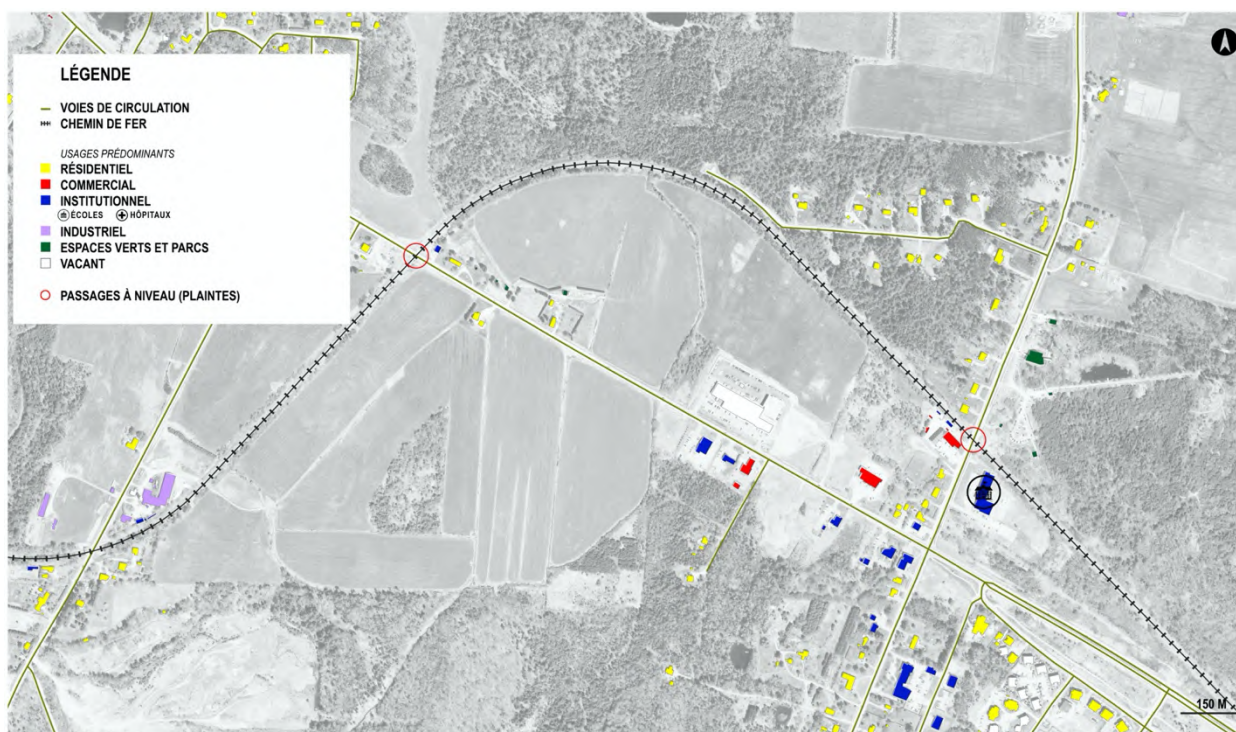 LÉGENDE
VOIES DE CIRCULATION
CHEMIN DE FER
USAGES PRÉDOMINANTS
RÉSIDENTIEL
COMMERCIAL
INSTITUTIONNEL
ÉCOLES HÔPITAUX
INDUSTRIEL
ESPACES VERTS ET PARCS
VACANT
PASSAGES À NIVEAU (PLAINTES)
150 M